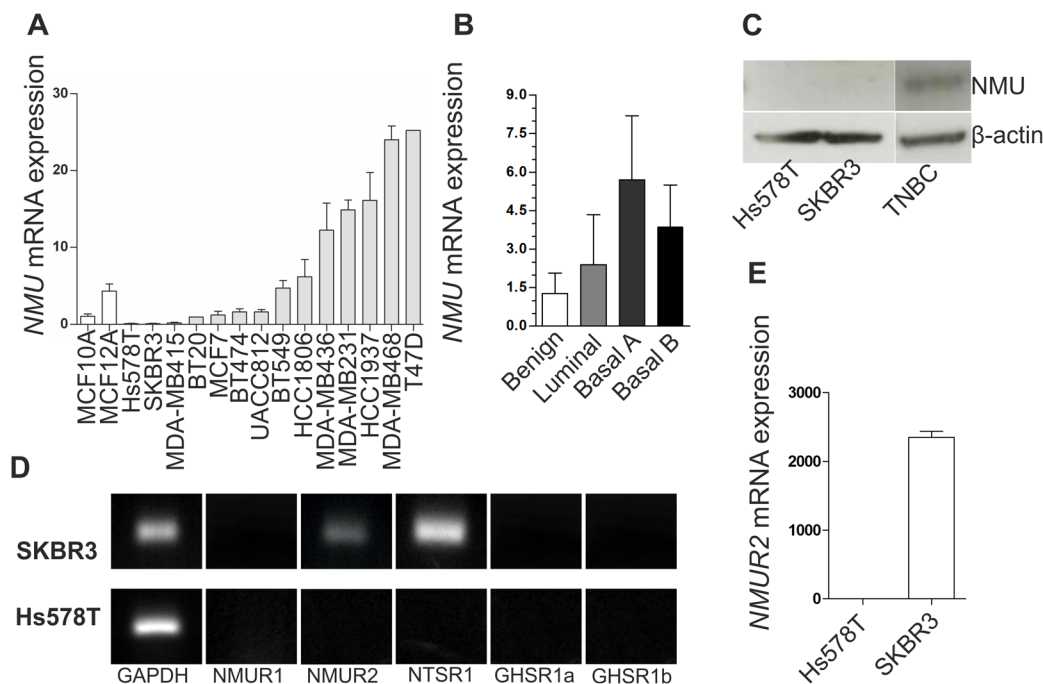 A
NMU mRNA expression
30
20
10
0
MCF10A
MCF12A
Hs578T
SKBR3
MDA-MB415
BT20
MCF7
BT474
UACC812
BT549
HCC1806
MDA-MB436
MDA-MB231
HCC1937
MDA-MB468
T47D
B
NMU mRNA expression
9.0
7.5
6.0
4.5
3.0
1.5
0.0
Benign
Luminal
Basal A
Basal B
C
NMU
β-actin
Hs578T
SKBR3
TNBC
D
SKBR3
Hs578T
GAPDH
NMUR1
NMUR2
NTSR1
GHSR1a
GHSR1b
E
NMUR2 mRNA expression
3000
2000
1000
0
Hs578T
SKBR3